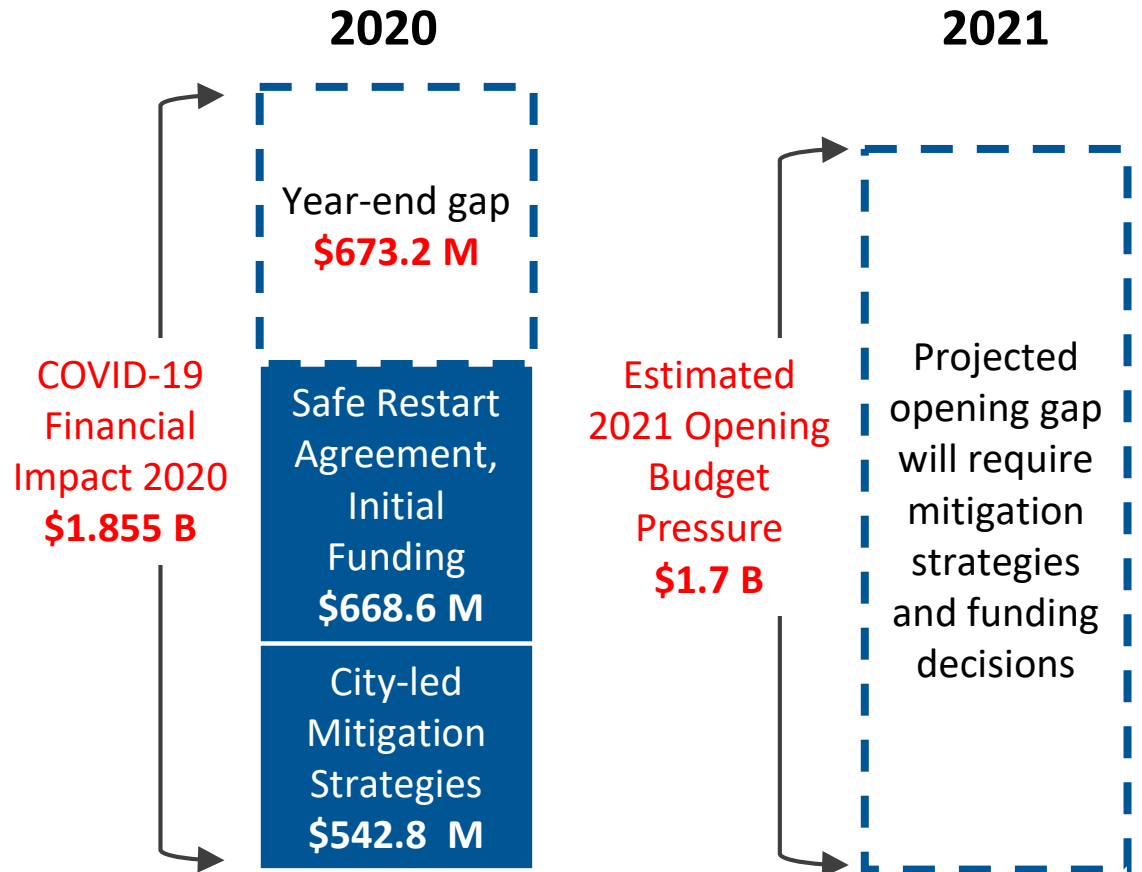 2020
2021
Year-end gap
$673.2 M
COVID-19
Financial
Impact 2020
$1.855 B
Safe Restart
Agreement,
Initial
Funding
$668.6 M
City-led
Mitigation
Strategies
$542.8  M
Estimated
2021 Opening
Budget
Pressure
$1.7 B
Projected
opening gap
will require
mitigation
strategies
and funding
decisions